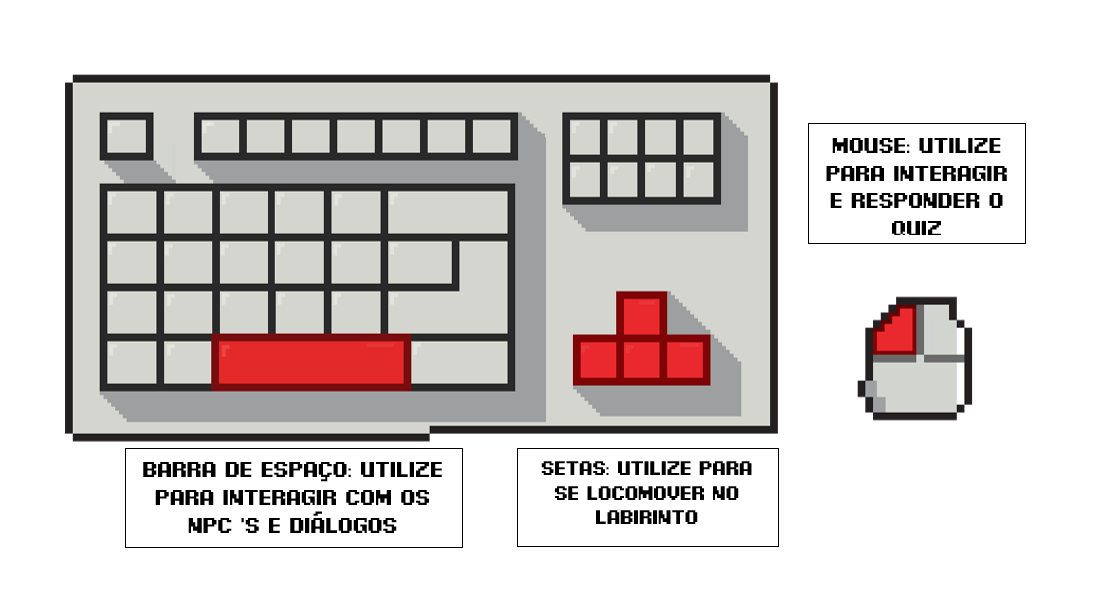 MOUSE: UTILIZE
PARA INTERAGIR
E RESPONDER O
QUIZ
BARRA DE ESPAÇO: UTILIZE
PARA INTERAGIR COM OS
NPC 'S E DIÁLOGOS
SETAS: UTILIZE PARA
SE LOCOMOVER NO
LABIRINTO